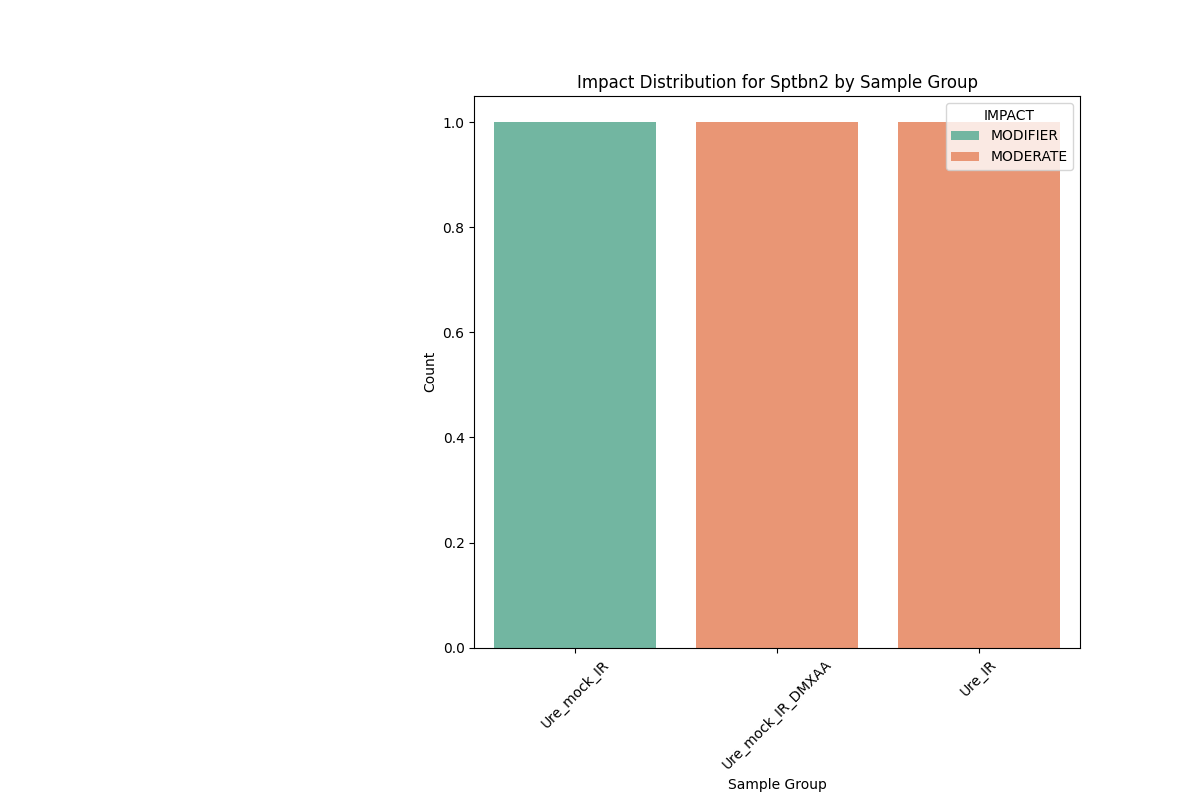 Impact Distribution for Sptbn2 by Sample Group
IMPACT
MODIFIER
MODERATE
1.0
0.8
0.6
0.4
0.2
0.0
Count
Ure_mock_IR
Ure_mock_IR_DMXAA
Ure_IR
Sample Group